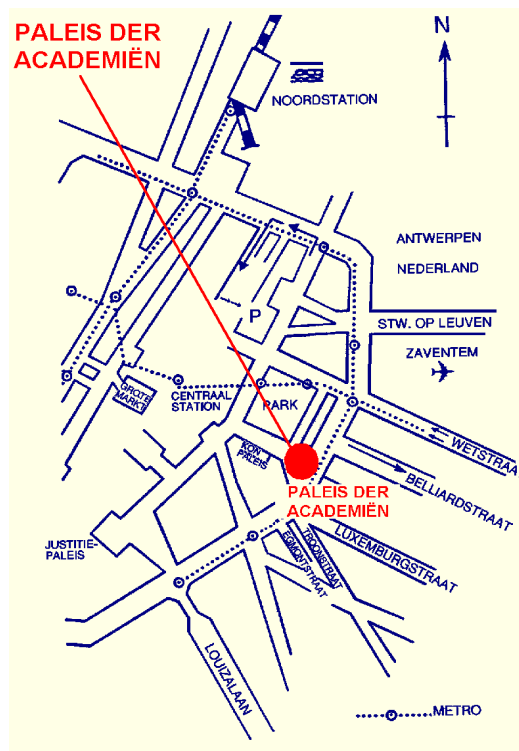 PALEIS DER
ACADEMIËN
N
NOORDSTATION
ANTWERPEN
NEDERLAND
P
STW. OP LEUVEN
ZAVENTEM
GROTE
MARKT
CENTRAAL
STATION
PARK
WETSTRAAT
KON
PALEIS
BELLIARDSTRAAT
PALEIS DER
ACADEMIËN
JUSTITIE-
PALEIS
LUXEMBURGSTRAAT
TROONSTRAAT
EGMONTSTRAAT
LOUIZALAAN
METRO